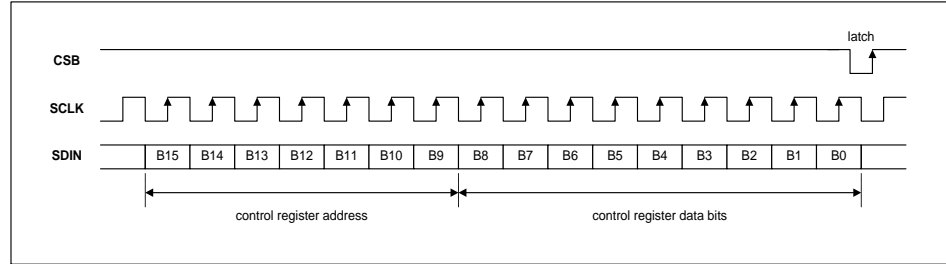 latch
CSB
SCLK
SDIN B15 B14 B13 B12 B11 B10 B9 B8 B7 B6 B5 B4 B3 B2 B1 B0
control register address control register data bits